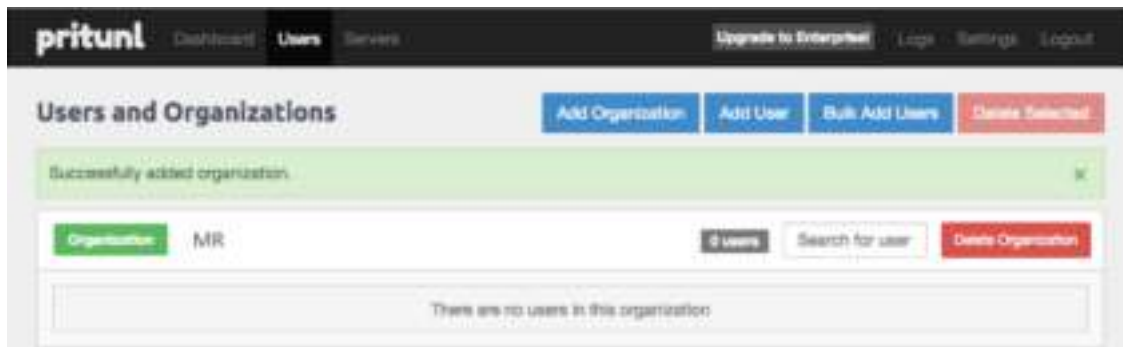 pritunl Dashboard Users Servers Upgrade to Enterprise! Logs Settings Logout
Users and Organizations Add Organization Add User Bulk Add Users Delete Selected
Successfully added organization. ×
Organization MR 0 users Search for user Delete Organization
There are no users in this organization